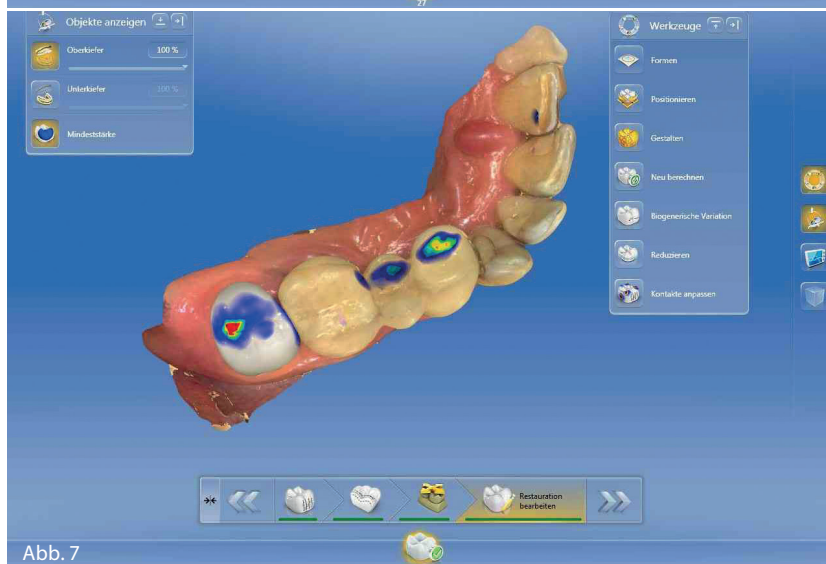 27
Objekte anzeigen
Oberkiefer
100 %
Unterkiefer
100 %
Mindeststärke
Werkzeuge
Formen
Positionieren
Gestalten
Neu berechnen
Biogenerische Variation
Reduzieren
Kontakte anpassen
Restauration
bearbeiten
Abb. 7